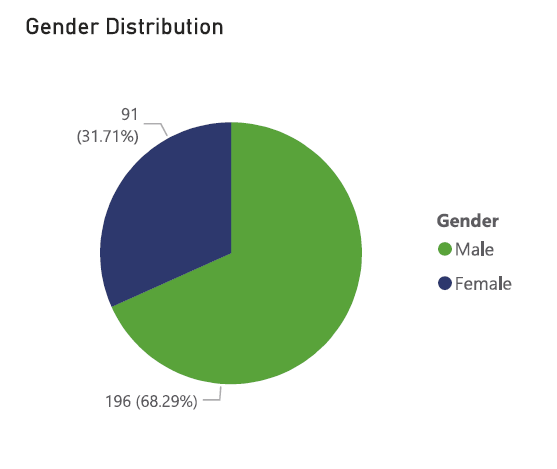 Gender Distribution
91
(31.71%)
Gender
Male
Female
196 (68.29%)